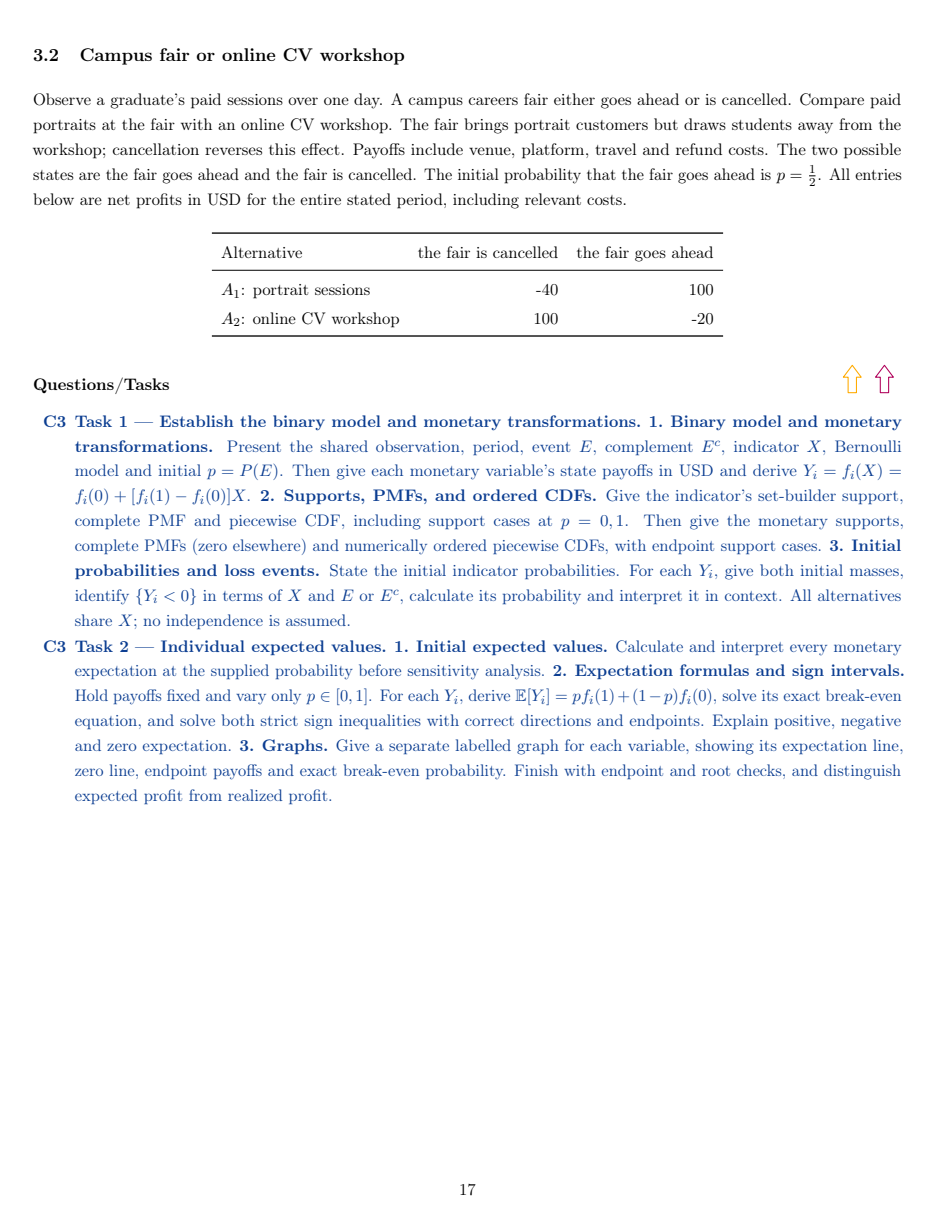 3.2 Campus fair or online CV workshop
Observe a graduate's paid sessions over one day. A campus careers fair either goes ahead or is cancelled. Compare paid
portraits at the fair with an online CV workshop. The fair brings portrait customers but draws students away from the
workshop; cancellation reverses this effect. Payoffs include venue, platform, travel and refund costs. The two possible
states are the fair goes ahead and the fair is cancelled. The initial probability that the fair goes ahead is p = 1/2. All entries
below are net profits in USD for the entire stated period, including relevant costs.
Alternative the fair is cancelled the fair goes ahead
A₁: portrait sessions -40 100
A₂: online CV workshop 100 -20
Questions/Tasks
C3 Task 1 — Establish the binary model and monetary transformations. 1. Binary model and monetary
transformations. Present the shared observation, period, event E, complement Eᶜ, indicator X, Bernoulli
model and initial p = P(E). Then give each monetary variable's state payoffs in USD and derive Yᵢ = fᵢ(X) =
fᵢ(0) + [fᵢ(1) − fᵢ(0)]X. 2. Supports, PMFs, and ordered CDFs. Give the indicator's set-builder support,
complete PMF and piecewise CDF, including support cases at p = 0, 1. Then give the monetary supports,
complete PMFs (zero elsewhere) and numerically ordered piecewise CDFs, with endpoint support cases. 3. Initial
probabilities and loss events. State the initial indicator probabilities. For each Yᵢ, give both initial masses,
identify {Yᵢ < 0} in terms of X and E or Eᶜ, calculate its probability and interpret it in context. All alternatives
share X; no independence is assumed.
C3 Task 2 — Individual expected values. 1. Initial expected values. Calculate and interpret every monetary
expectation at the supplied probability before sensitivity analysis. 2. Expectation formulas and sign intervals.
Hold payoffs fixed and vary only p ∈ [0, 1]. For each Yᵢ, derive 𝔼[Yᵢ] = pfᵢ(1)+(1−p)fᵢ(0), solve its exact break-even
equation, and solve both strict sign inequalities with correct directions and endpoints. Explain positive, negative
and zero expectation. 3. Graphs. Give a separate labelled graph for each variable, showing its expectation line,
zero line, endpoint payoffs and exact break-even probability. Finish with endpoint and root checks, and distinguish
expected profit from realized profit.
17